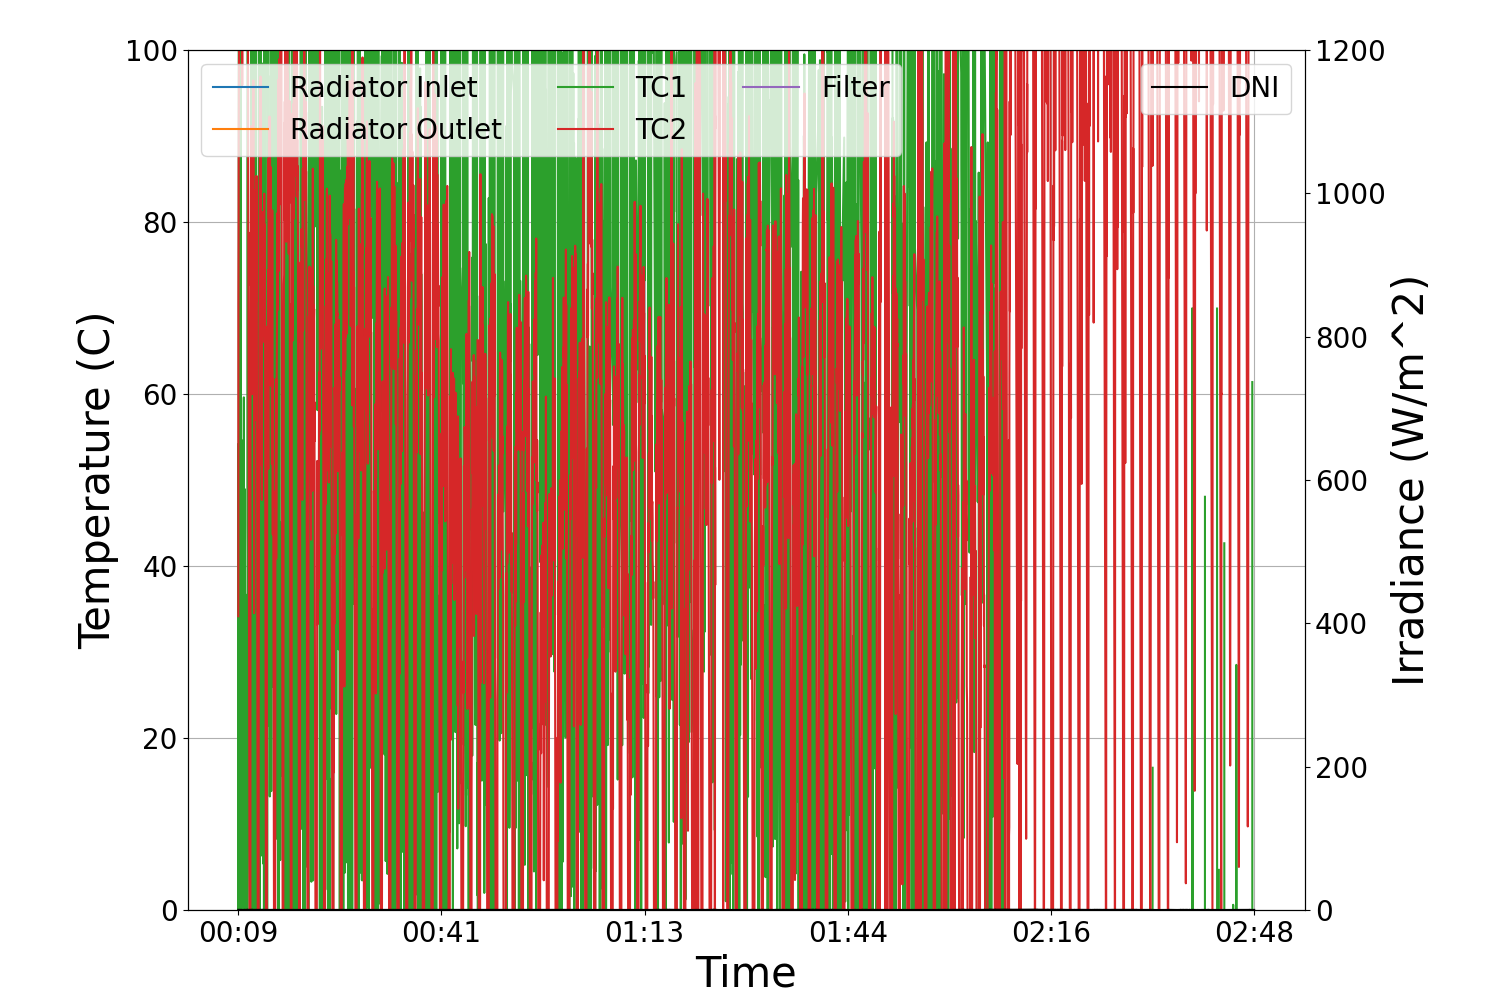 Radiator Inlet
Radiator Outlet
TC1
TC2
Filter
DNI
Temperature (C)
100
80
60
40
20
0
Irradiance (W/m^2)
1200
1000
800
600
400
200
0
00:09 00:41 01:13 01:44 02:16 02:48
Time